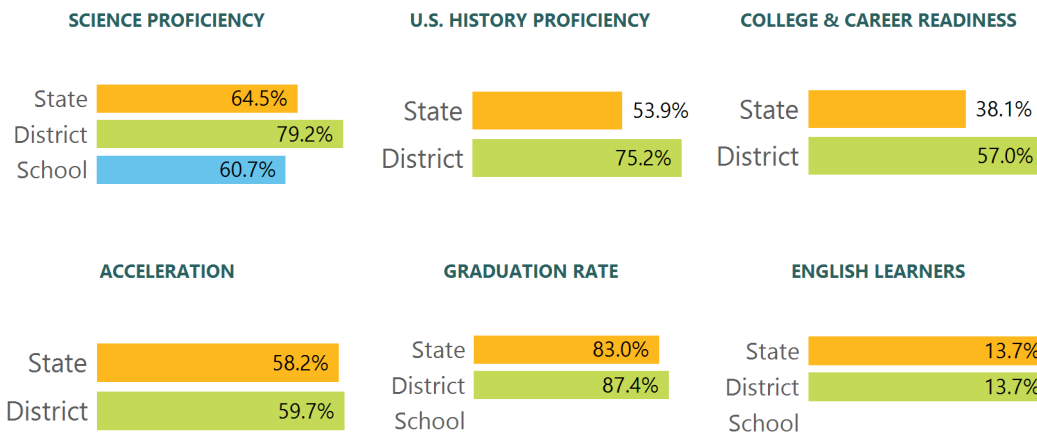 SCIENCE PROFICIENCY
State 64.5%
District 79.2%
School 60.7%
U.S. HISTORY PROFICIENCY
State 53.9%
District 75.2%
COLLEGE & CAREER READINESS
State 38.1%
District 57.0%
ACCELERATION
State 58.2%
District 59.7%
GRADUATION RATE
State 83.0%
District 87.4%
School
ENGLISH LEARNERS
State 13.7%
District 13.7%
School